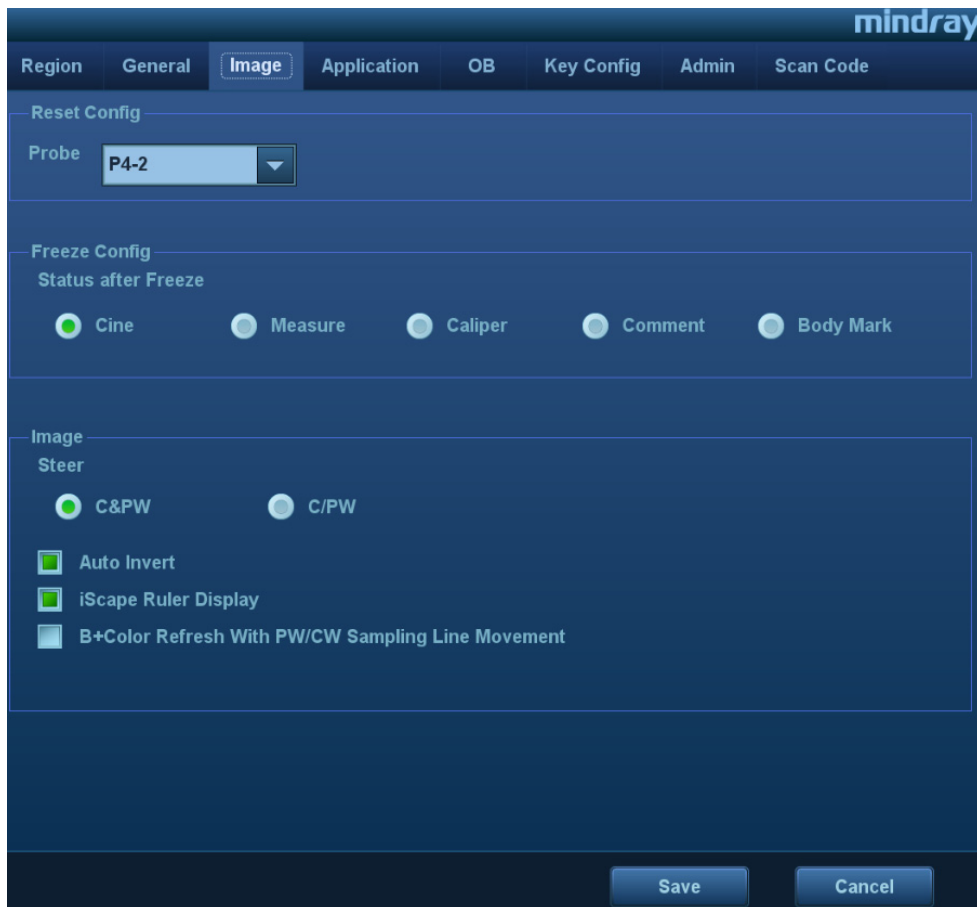 mindray
Region General Image Application OB Key Config Admin Scan Code
Reset Config
Probe P4-2
Freeze Config
Status after Freeze
Cine Measure Caliper Comment Body Mark
Image
Steer
C&PW C/PW
Auto Invert
iScape Ruler Display
B+Color Refresh With PW/CW Sampling Line Movement
Save Cancel